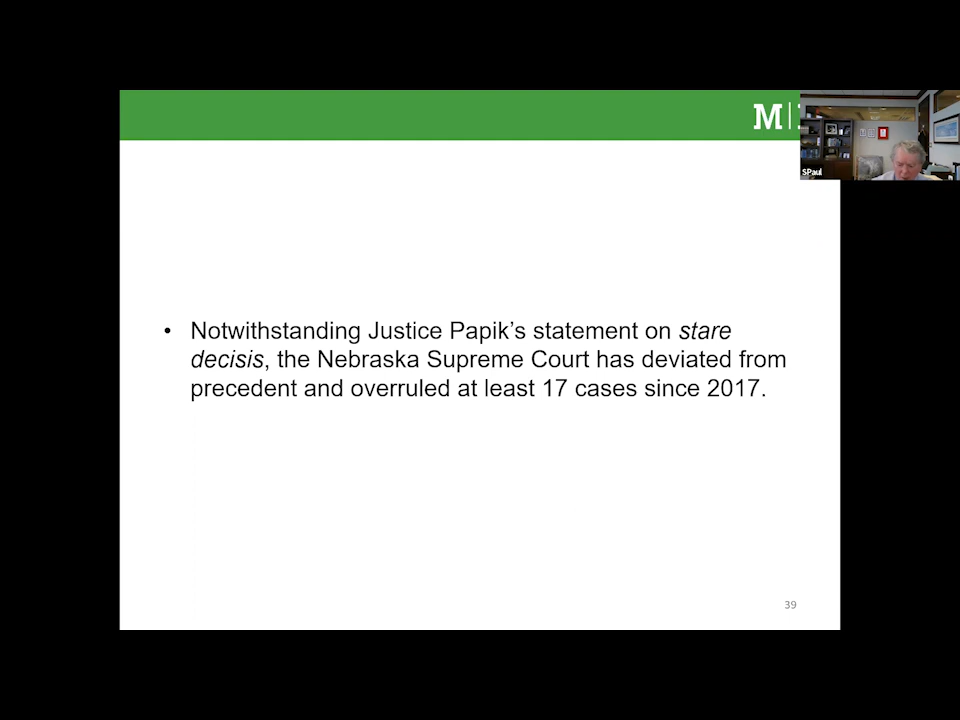 M|
SPaul
• Notwithstanding Justice Papik’s statement on stare
decisis, the Nebraska Supreme Court has deviated from
precedent and overruled at least 17 cases since 2017.
39